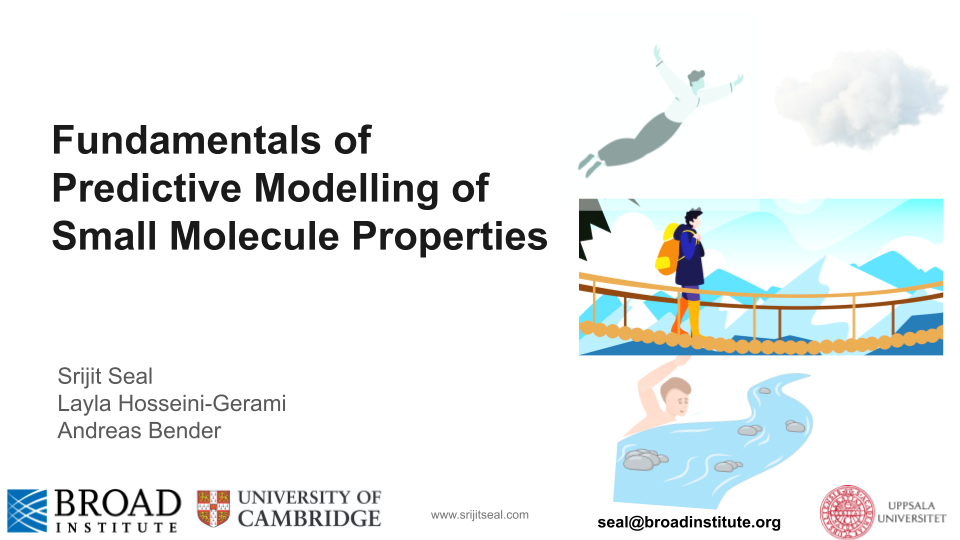 Fundamentals of
Predictive Modelling of
Small Molecule Properties
Srijit Seal
Layla Hosseini-Gerami
Andreas Bender
BROAD
INSTITUTE
UNIVERSITY OF
CAMBRIDGE
www.srijitseal.com
seal@broadinstitute.org
UPPSALA
UNIVERSITET